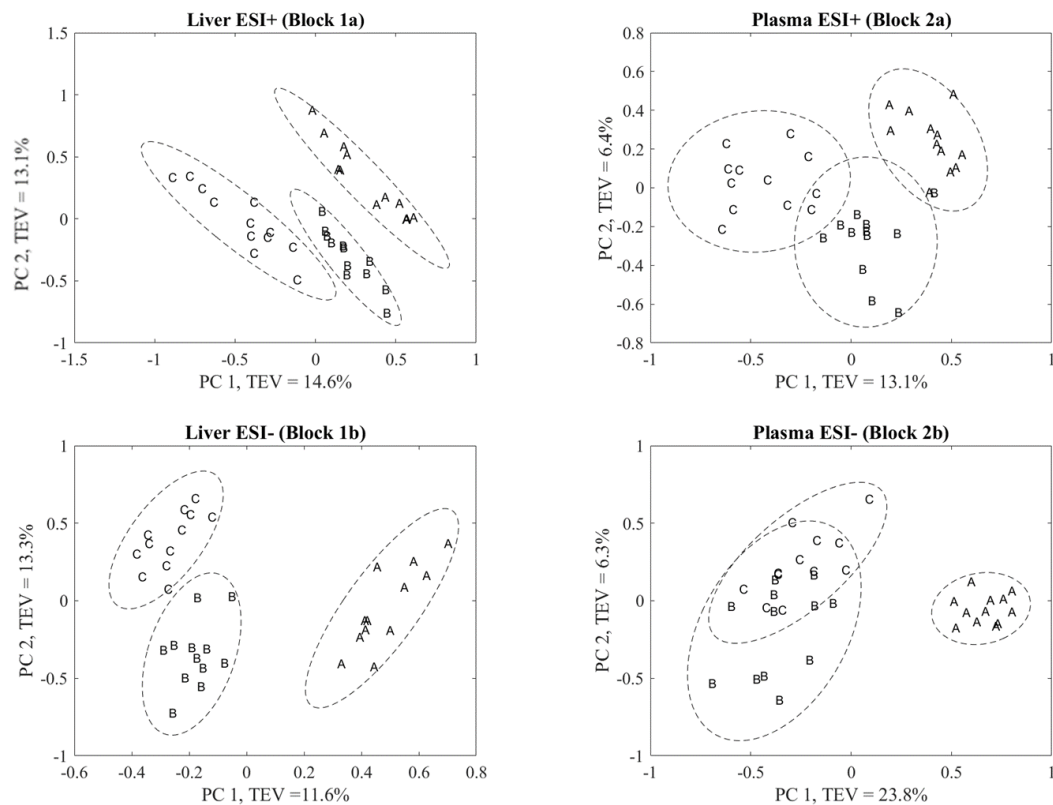 Liver ESI+ (Block 1a)
1.5
1
0.5
0
-0.5
-1
PC 2, TEV = 13.1%
A
A
A
A
A
A
A
A
A
A
A
C
C
C
C
C
C
C
C
C
C
C
C
B
B
B
B
B
B
B
B
B
B
B
B
-1.5
-1
-0.5
0
0.5
1
PC 1, TEV = 14.6%
Plasma ESI+ (Block 2a)
0.8
0.6
0.4
0.2
0
-0.2
-0.4
-0.6
-0.8
PC 2, TEV = 6.4%
A
A
A
A
A
A
A
A
A
A
A
A
C
C
C
C
C
C
C
C
C
C
C
C
B
B
B
B
B
B
B
B
B
B
B
B
-1
-0.5
0
0.5
1
PC 1, TEV = 13.1%
Liver ESI- (Block 1b)
1
0.5
0
-0.5
-1
PC 2, TEV = 13.3%
C
C
C
C
C
C
C
C
C
C
C
C
A
A
A
A
A
A
A
A
A
A
A
A
B
B
B
B
B
B
B
B
B
B
B
B
-0.6
-0.4
-0.2
0
0.2
0.4
0.6
0.8
PC 1, TEV =11.6%
Plasma ESI- (Block 2b)
1
0.5
0
-0.5
-1
PC 2, TEV = 6.3%
C
C
C
C
C
C
C
C
C
C
C
C
B
B
B
B
B
B
B
B
B
B
B
B
A
A
A
A
A
A
A
A
A
A
A
A
-1
-0.5
0
0.5
1
PC 1, TEV = 23.8%